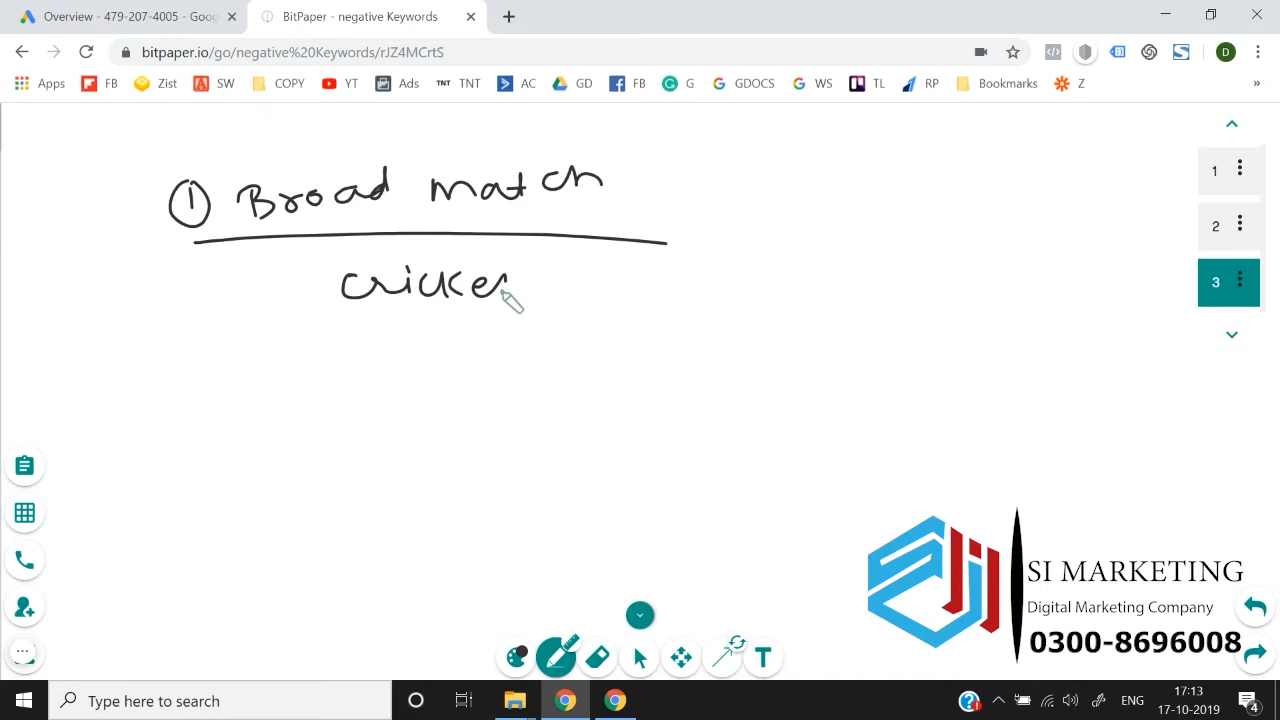 Overview - 479-207-4005 - Goog
BitPaper - negative Keywords
bitpaper.io/go/negative%20Keywords/rJZ4MCrtS
D
Apps FB Zist SW COPY YT Ads TNT TNT AC GD FB G GDOCS WS TL RP Bookmarks Z »
① Broad match
cricke
1
2
3
SI MARKETING
Digital Marketing Company
0300-8696008
T
Type here to search
ENG
17:13
17-10-2019
4